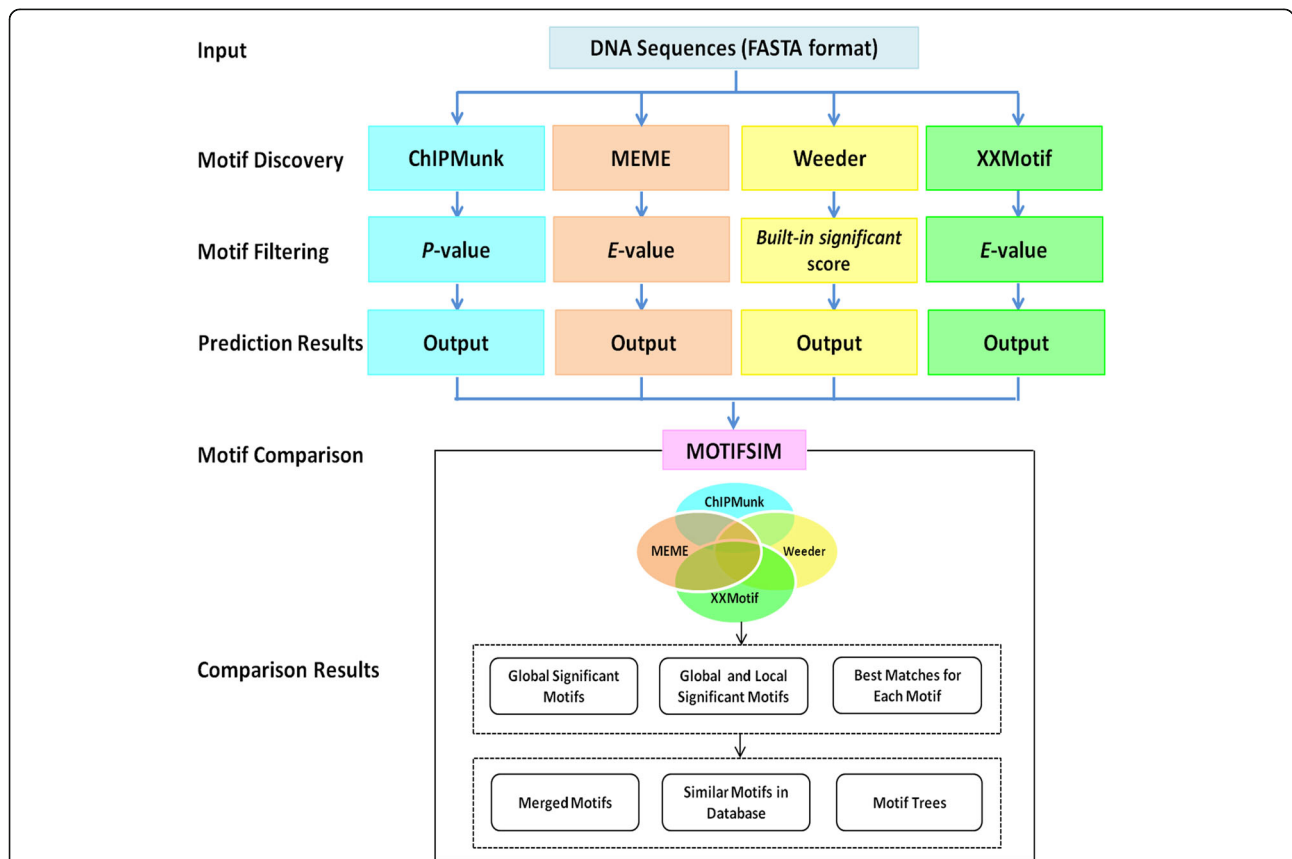 Input
DNA Sequences (FASTA format)
Motif Discovery
ChIPMunk
MEME
Weeder
XXMotif
Motif Filtering
P-value
E-value
Built-in significant
score
E-value
Prediction Results
Output
Output
Output
Output
Motif Comparison
MOTIFSIM
ChIPMunk
MEME
Weeder
XXMotif
Comparison Results
Global Significant
Motifs
Global and Local
Significant Motifs
Best Matches for
Each Motif
Merged Motifs
Similar Motifs in
Database
Motif Trees